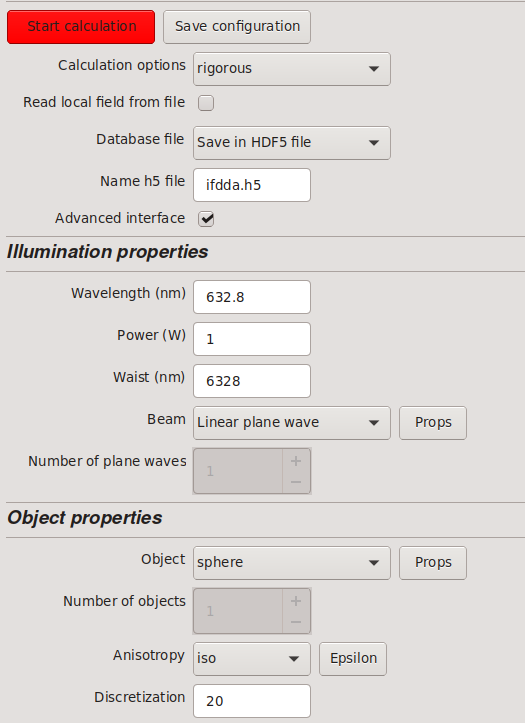 Start calculation Save configuration
Calculation options rigorous
Read local field from file
Database file Save in HDF5 file
Name h5 file ifdda.h5
Advanced interface
Illumination properties
Wavelength (nm) 632.8
Power (W) 1
Waist (nm) 6328
Beam Linear plane wave Props
Number of plane waves 1 + −
Object properties
Object sphere Props
Number of objects 1 + −
Anisotropy iso Epsilon
Discretization 20